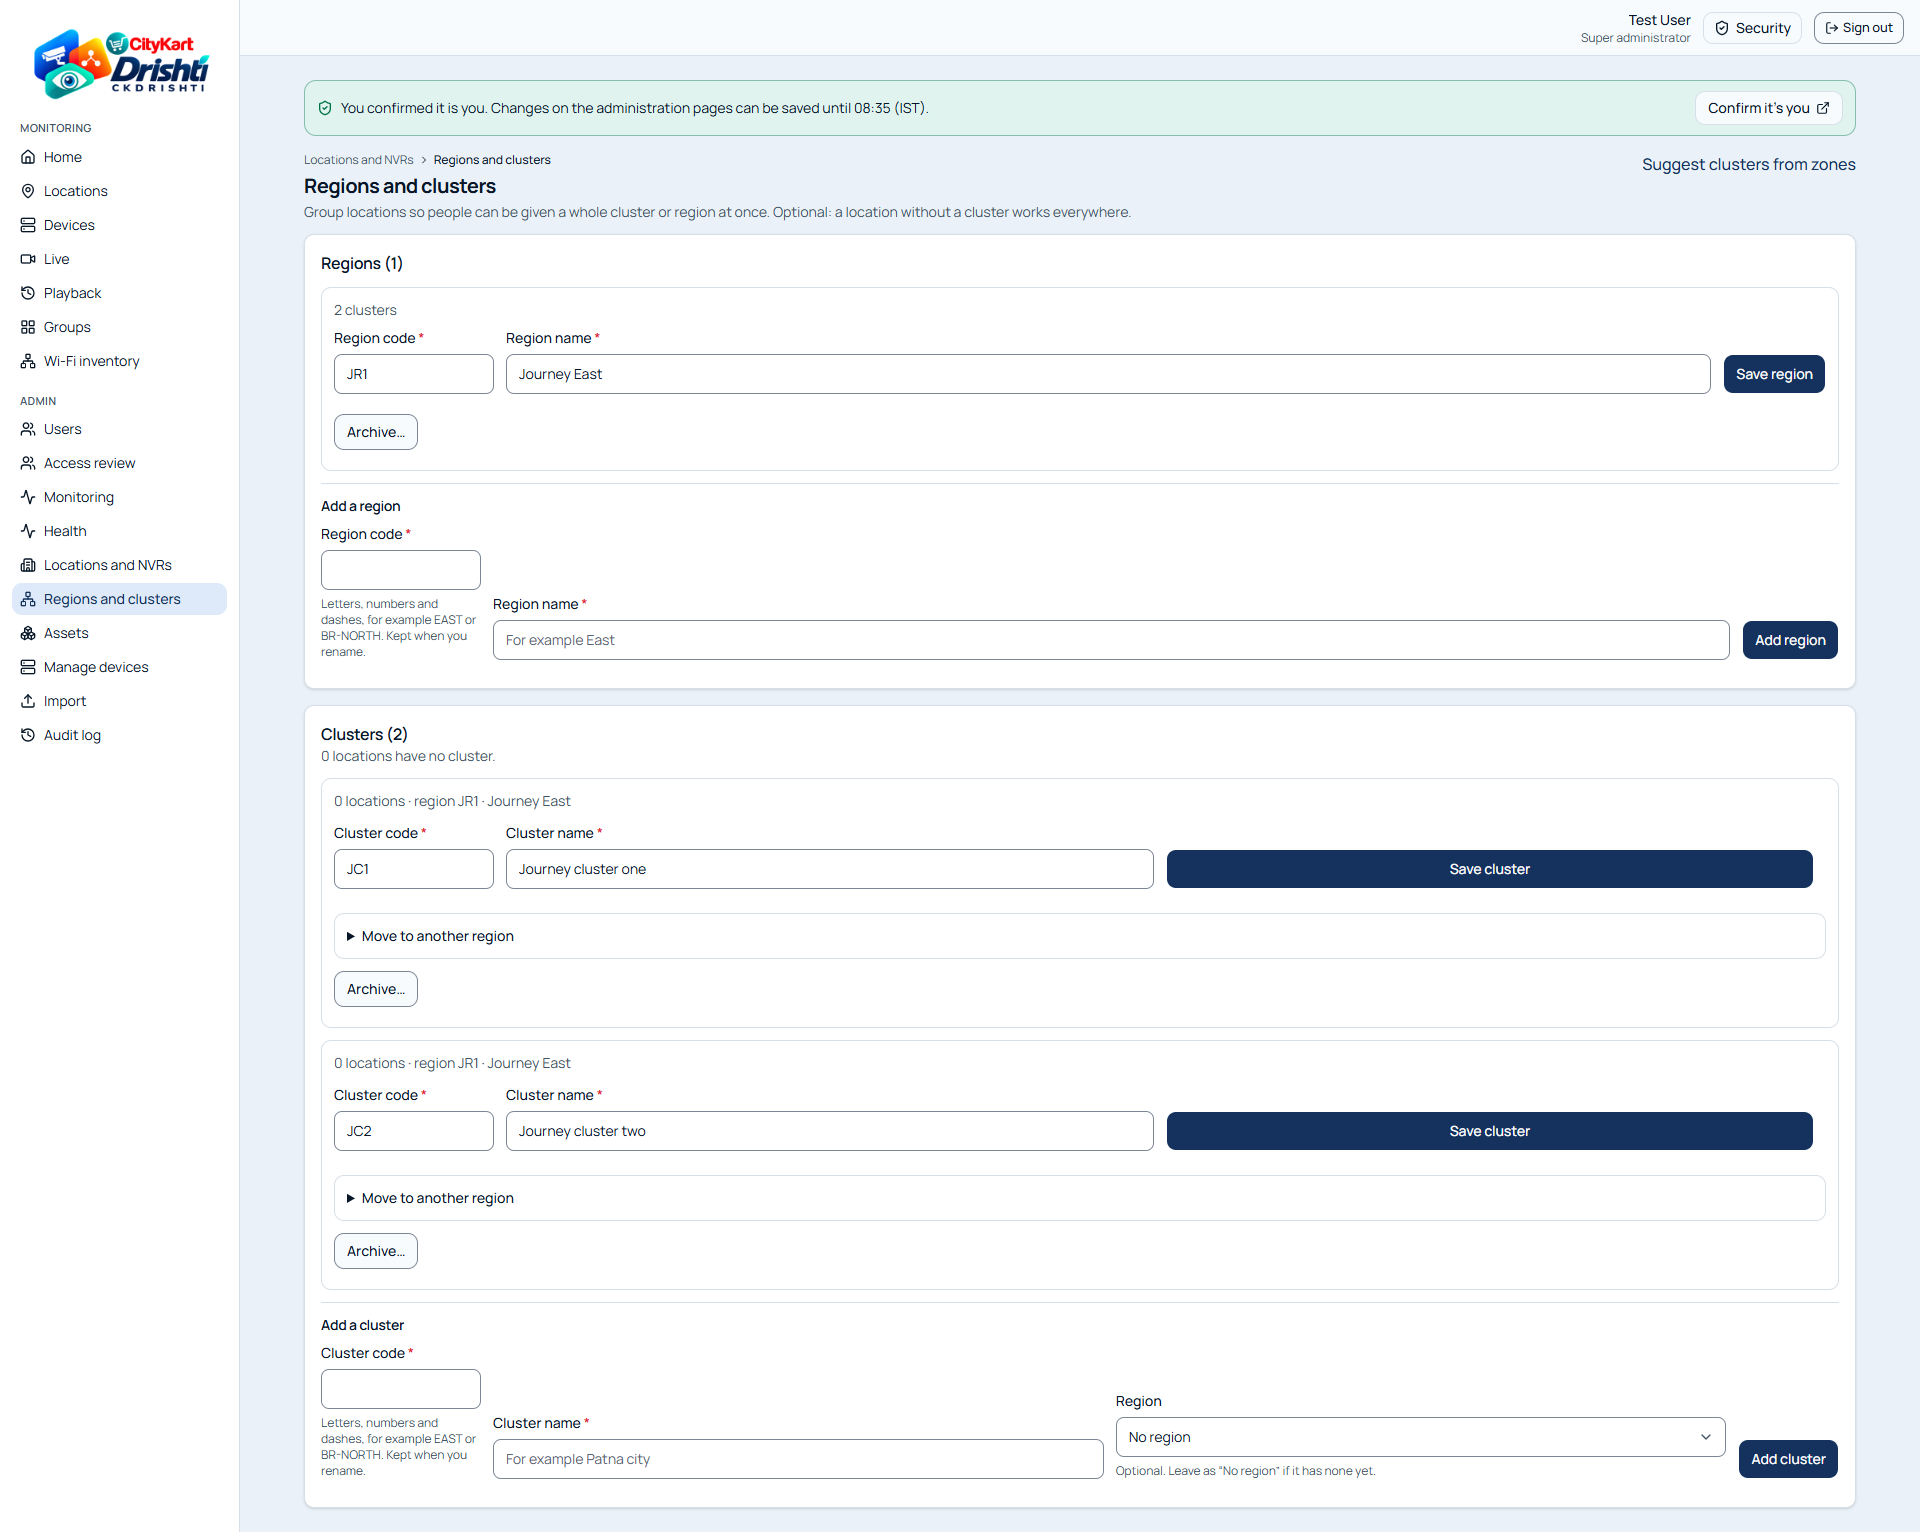 CityKart
Drishti
CKDRISHTI
MONITORING
Home
Locations
Devices
Live
Playback
Groups
Wi-Fi inventory
ADMIN
Users
Access review
Monitoring
Health
Locations and NVRs
Regions and clusters
Assets
Manage devices
Import
Audit log
Test User
Super administrator
Security
Sign out
You confirmed it is you. Changes on the administration pages can be saved until 08:35 (IST).
Confirm it's you
Locations and NVRs > Regions and clusters
Regions and clusters
Suggest clusters from zones
Group locations so people can be given a whole cluster or region at once. Optional: a location without a cluster works everywhere.
Regions (1)
2 clusters
Region code * Region name *
JR1 Journey East Save region
Archive...
Add a region
Region code *
Letters, numbers and
dashes, for example EAST or
BR-NORTH. Kept when you
rename.
Region name *
For example East
Add region
Clusters (2)
0 locations have no cluster.
0 locations · region JR1 · Journey East
Cluster code * Cluster name *
JC1 Journey cluster one Save cluster
Move to another region
Archive...
0 locations · region JR1 · Journey East
Cluster code * Cluster name *
JC2 Journey cluster two Save cluster
Move to another region
Archive...
Add a cluster
Cluster code *
Letters, numbers and
dashes, for example EAST or
BR-NORTH. Kept when you
rename.
Cluster name *
For example Patna city
Region
No region
Optional. Leave as “No region” if it has none yet.
Add cluster